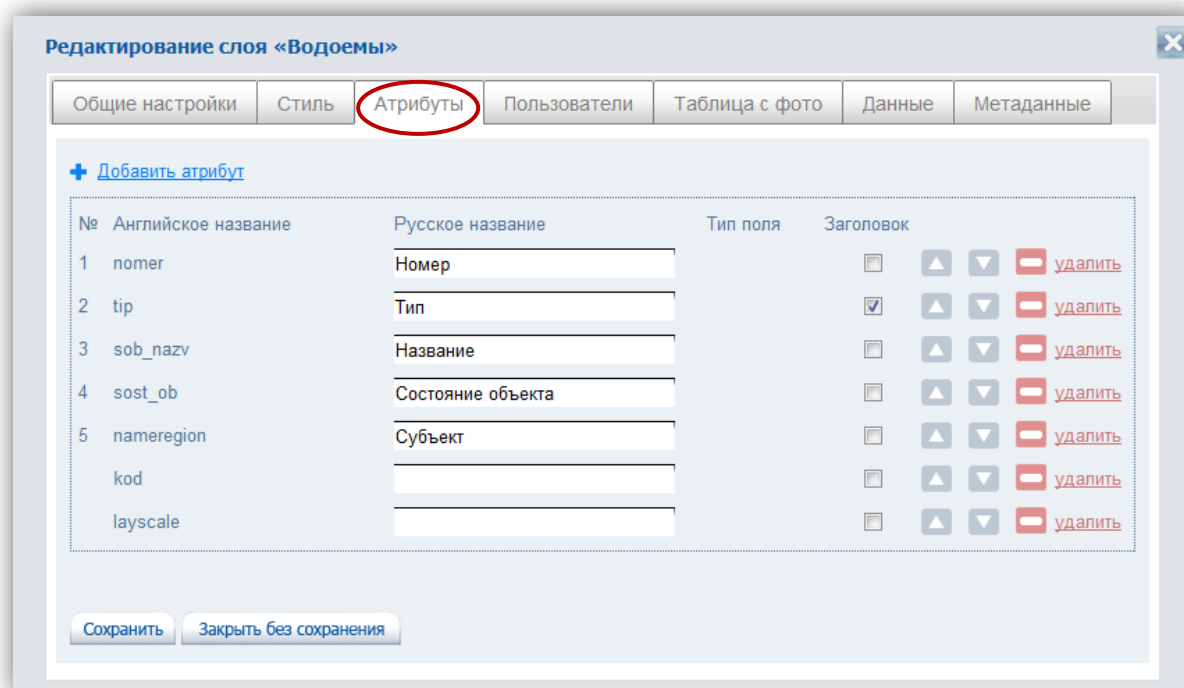 Редактирование слоя «Водоемы»
Общие настройки Стиль Атрибуты Пользователи Таблица с фото Данные Метаданные
Добавить атрибут
№ Английское название Русское название Тип поля Заголовок
1 nomer Номер удалить
2 tip Тип удалить
3 sob_nazv Название удалить
4 sost_ob Состояние объекта удалить
5 nameregion Субъект удалить
kod удалить
layscale удалить
Сохранить Закрыть без сохранения